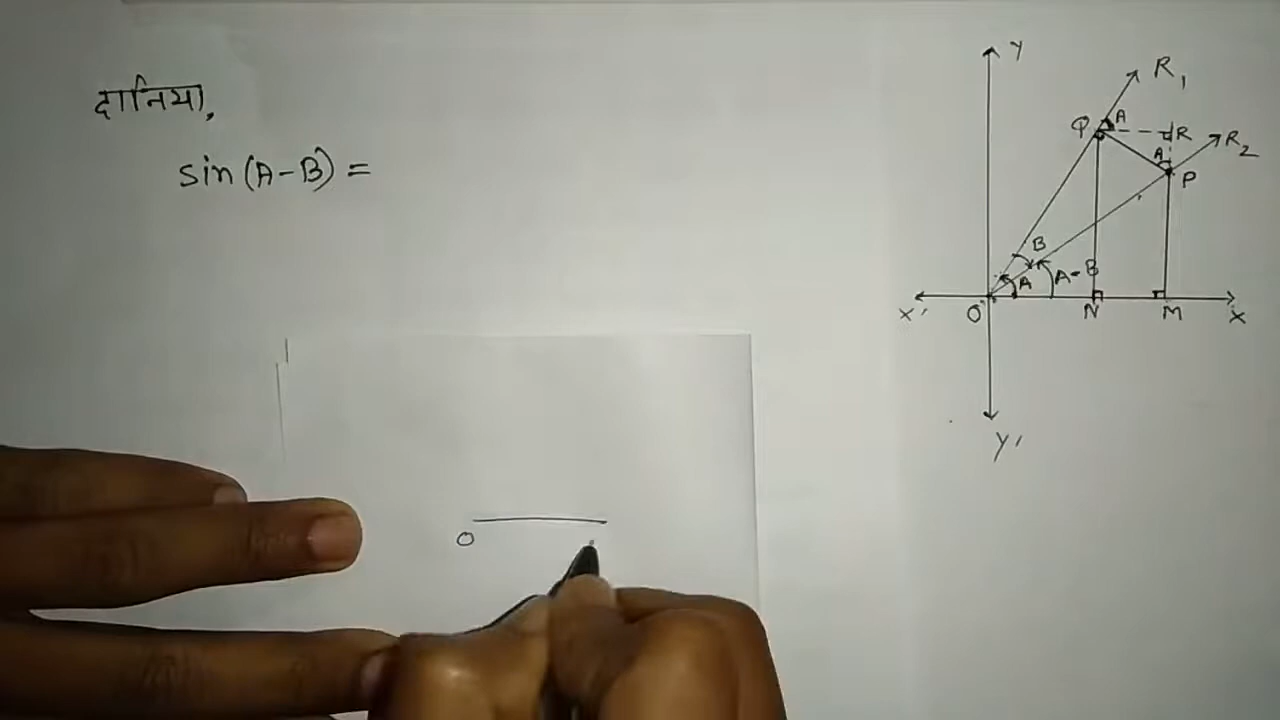 दानिया,
sin (A-B) =
Y
R1
Q A R R2
A P
B
A A-B
X' O N M X
Y'
O